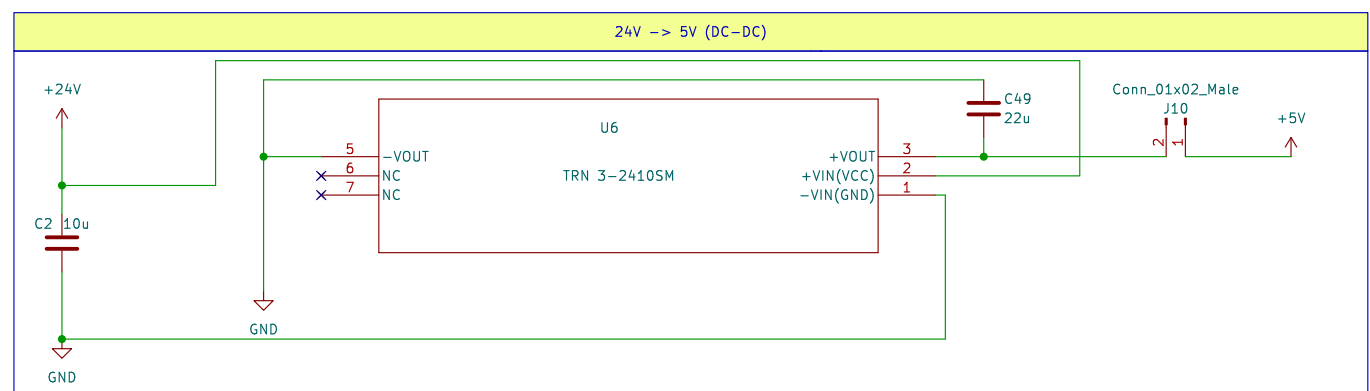 24V -> 5V (DC-DC)
+24V
C49
22u
Conn_01x02_Male
J10
+5V
U6
TRN 3-2410SM
5 -VOUT
6 NC
7 NC
+VOUT 3
+VIN(VCC) 2
-VIN(GND) 1
2
1
C2 10u
GND
GND